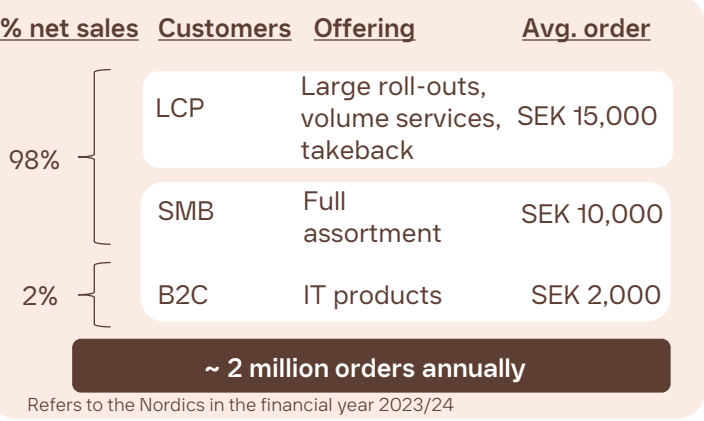 % net sales Customers Offering Avg. order
98%
LCP
Large roll-outs,
volume services,
takeback
SEK 15,000
SMB
Full
assortment
SEK 10,000
2%
B2C
IT products
SEK 2,000
~ 2 million orders annually
Refers to the Nordics in the financial year 2023/24